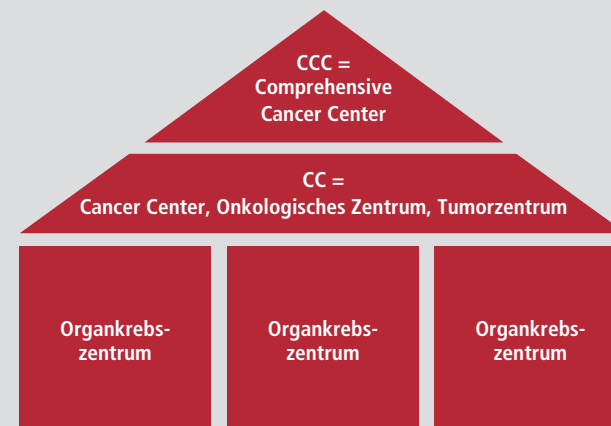 CCC =
Comprehensive
Cancer Center
CC =
Cancer Center, Onkologisches Zentrum, Tumorzentrum
Organkrebs-
zentrum
Organkrebs-
zentrum
Organkrebs-
zentrum